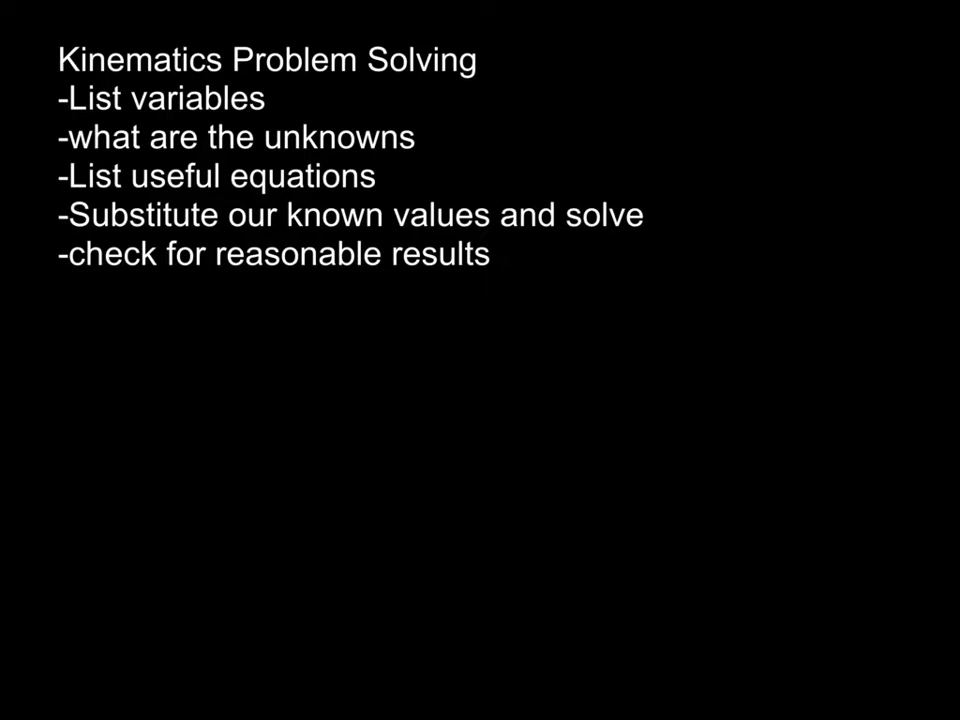 Kinematics Problem Solving
-List variables
-what are the unknowns
-List useful equations
-Substitute our known values and solve
-check for reasonable results